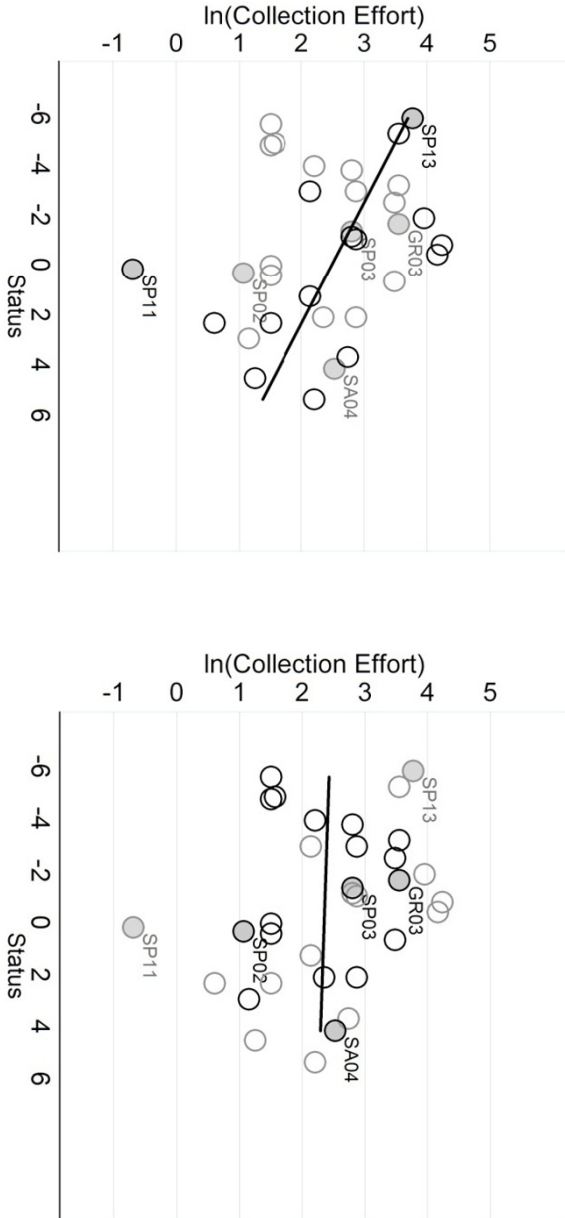 ln(Collection Effort)
-1 0 1 2 3 4 5
-6
-4
-2
0
2
4
6
Status
SP13
GR03
SP03
SP02
SP11
SA04
ln(Collection Effort)
-1 0 1 2 3 4 5
-6
-4
-2
0
2
4
6
Status
SP13
GR03
SP03
SP02
SP11
SA04